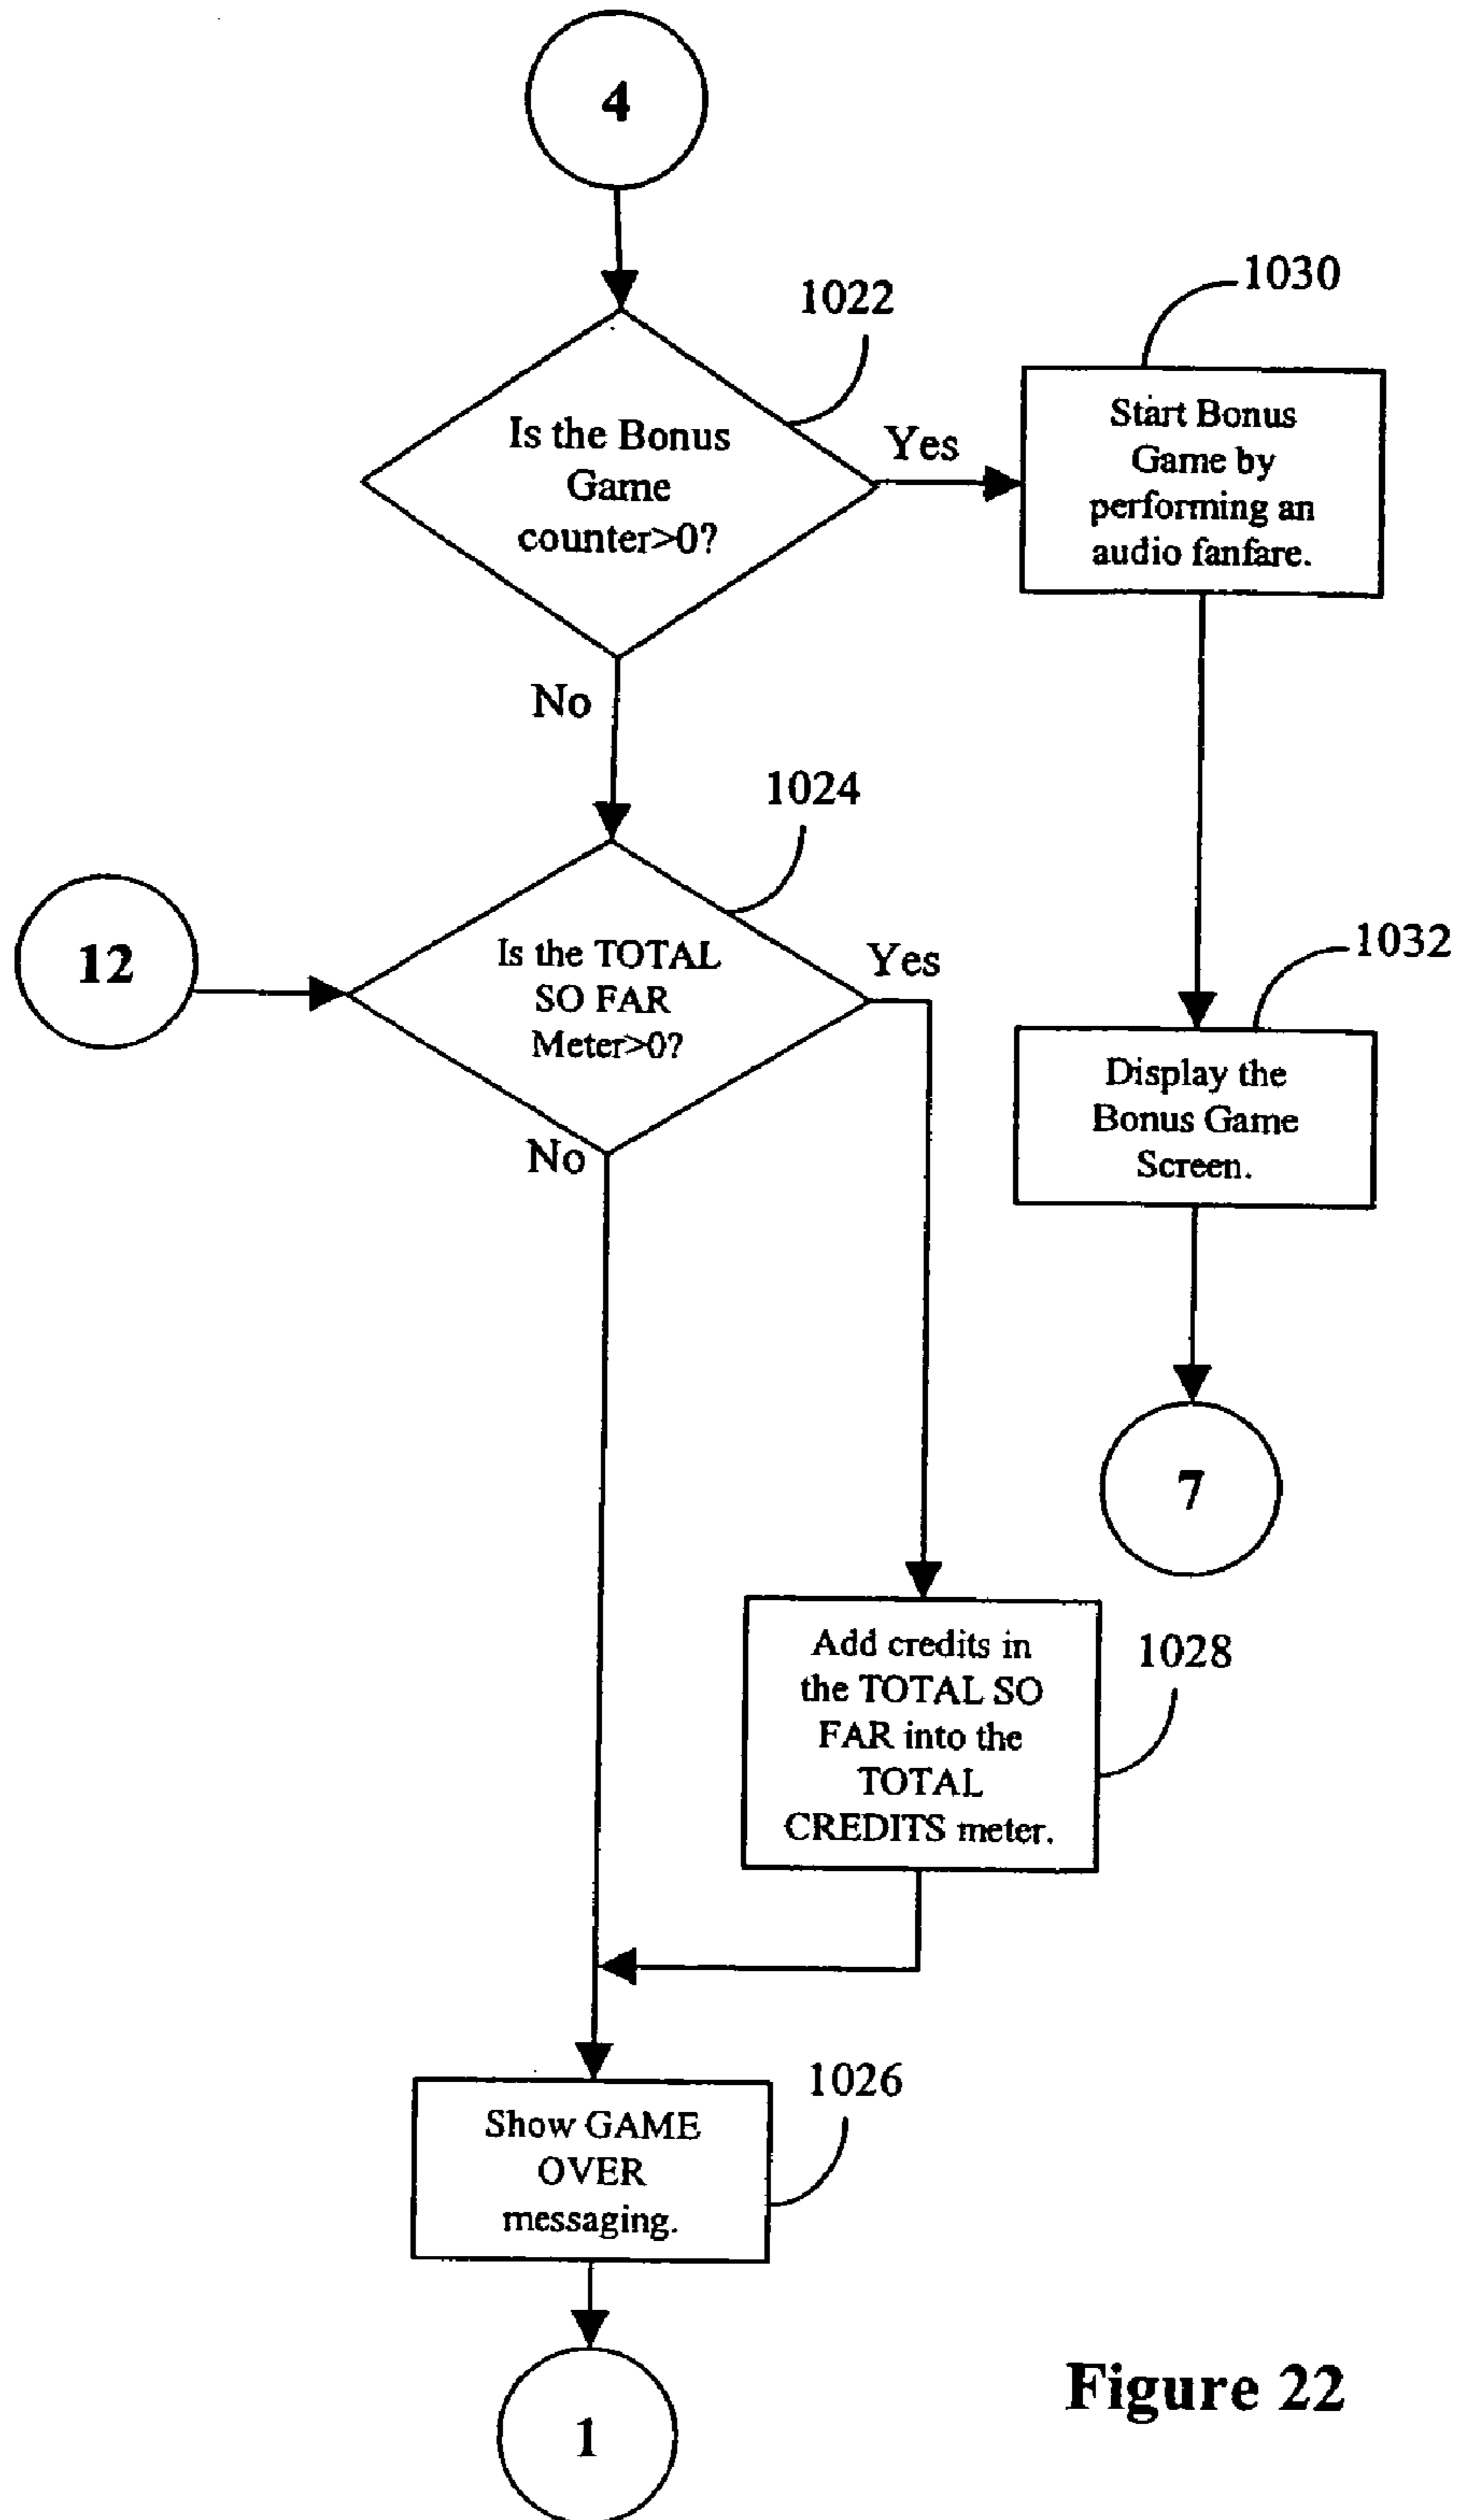 4
1022
1030
Is the Bonus
Game
counter>0?
Yes
Start Bonus
Game by
performing an
audio fanfare.
No
1024
12
Is the TOTAL
SO FAR
Meter>0?
Yes
No
1032
Display the
Bonus Game
Screen.
7
Add credits in
the TOTAL SO
FAR into the
TOTAL
CREDITS meter.
1028
1026
Show GAME
OVER
messaging.
1
Figure 22